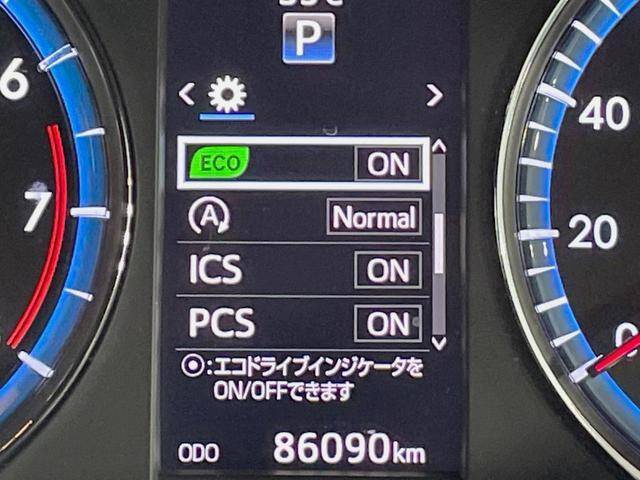 P
6
7
< >
ECO ON
A Normal
ICS ON
PCS ON
:エコドライブインジケータを
ON/OFFできます
ODO 86090km
40
20
0